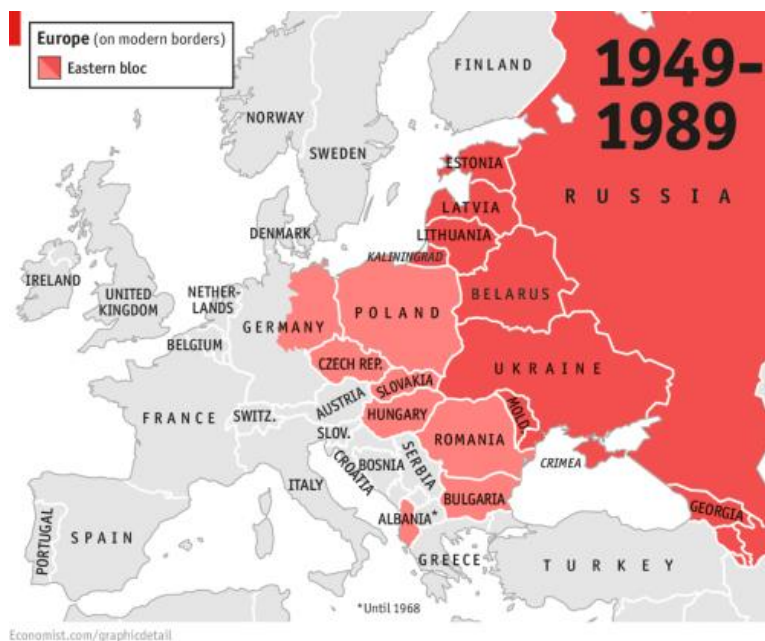 Europe (on modern borders)
Eastern bloc
1949-
1989
FINLAND
NORWAY
SWEDEN
ESTONIA
RUSSIA
LATVIA
DENMARK
LITHUANIA
KALININGRAD
IRELAND
UNITED
KINGDOM
NETHER-
LANDS
BELARUS
POLAND
GERMANY
BELGIUM
CZECH REP.
UKRAINE
SLOVAKIA
AUSTRIA
FRANCE
SWITZ.
HUNGARY
MOLD.
SLOV.
ROMANIA
CROATIA
BOSNIA
SERBIA
CRIMEA
ITALY
BULGARIA
GEORGIA
PORTUGAL
SPAIN
ALBANIA*
GREECE
TURKEY
*Until 1968
Economist.com/graphicdetail